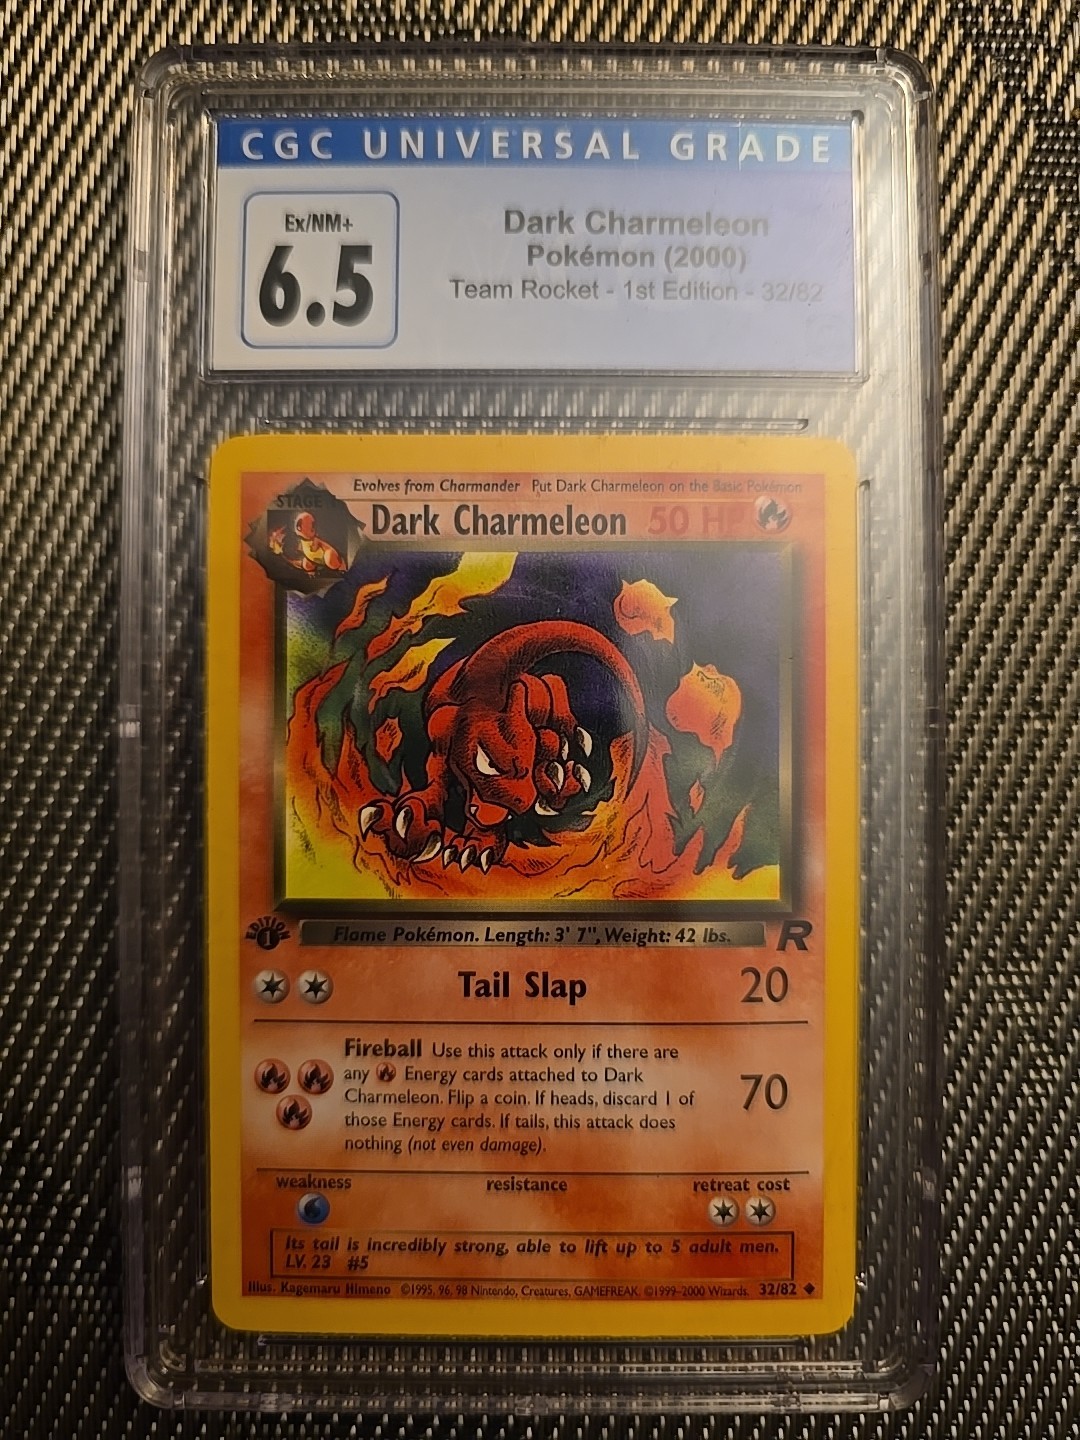 CGC UNIVERSAL GRADE
Ex/NM+
6.5
Dark Charmeleon
Pokémon (2000)
Team Rocket - 1st Edition - 32/82
Evolves from Charmander Put Dark Charmeleon on the Basic Pokémon
STAGE
Dark Charmeleon 50 HP
EDITION
1
Flame Pokémon. Length: 3' 7", Weight: 42 lbs.
R
Tail Slap 20
Fireball Use this attack only if there are
any Energy cards attached to Dark
Charmeleon. Flip a coin. If heads, discard 1 of
those Energy cards. If tails, this attack does
nothing (not even damage).
70
weakness resistance retreat cost
Its tail is incredibly strong, able to lift up to 5 adult men.
LV. 23 #5
Illus. Kagemaru Himeno ©1995, 96, 98 Nintendo, Creatures, GAMEFREAK. ©1999-2000 Wizards. 32/82